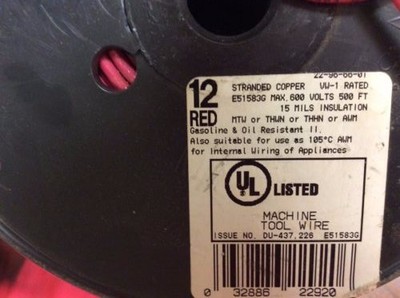 22-96-66-01
12
RED
STRANDED COPPER VW-1 RATED
E51583G MAX.600 VOLTS 500 FT
15 MILS INSULATION
MTW or THWN or THHN or AWM
Gasoline & Oil Resistant II.
Also suitable for use as 105°C AWM
for Internal Wiring of Appliances
UL LISTED
MACHINE
TOOL WIRE
ISSUE NO. DU-437,226 E51583G
0 32886 22920